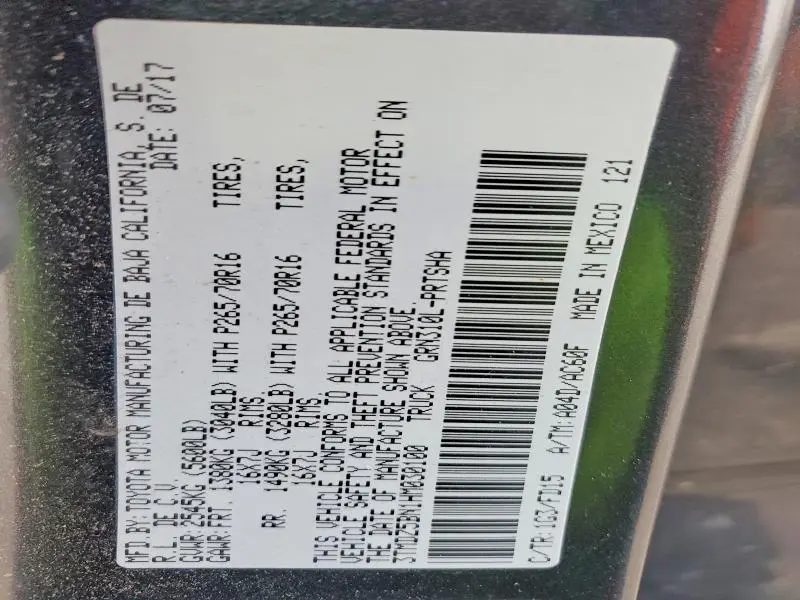 MFD.BY:TOYOTA MOTOR MANUFACTURING DE BAJA CALIFORNIA, S. DE
R.L. DE C.V. DATE: 07/17
GVWR:2545KG(5600LB)
GAWR:FRT. 1380KG (3040LB) WITH P265/70R16 TIRES,
16X7J RIMS.
RR. 1490KG (3280LB) WITH P265/70R16 TIRES,
16X7J RIMS.
THIS VEHICLE CONFORMS TO ALL APPLICABLE FEDERAL MOTOR
VEHICLE SAFETY AND THEFT PREVENTION STANDARDS IN EFFECT ON
THE DATE OF MANUFACTURE SHOWN ABOVE.
3TMDZ5BN1HM030100 TRUCK GRN310L-PRTSHA
C/TR:1G3/FD15 A/TM:A04D/AC60F MADE IN MEXICO 121